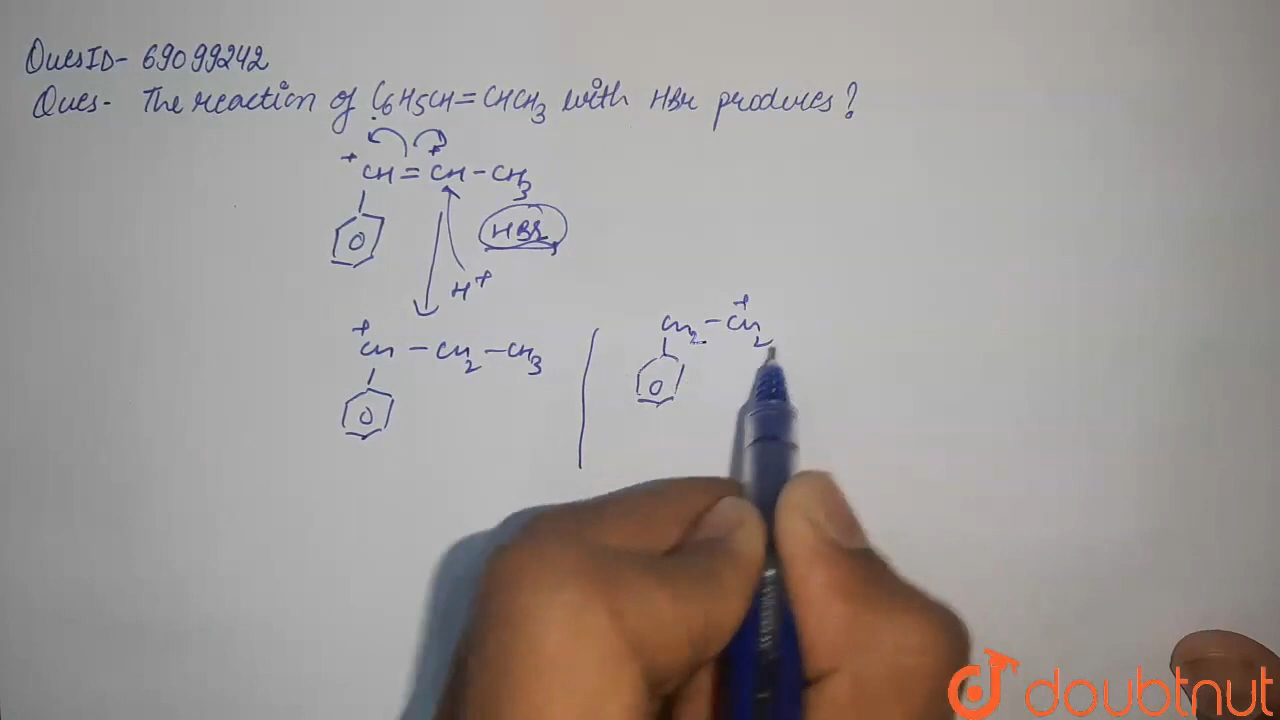 QuesID- 69099242
Ques- The reaction of C6H5CH=CHCH3 with HBr produces?
+CH=CH-CH3
HBr
H+
+
CH-CH2-CH3
CH2-CH2
+
doubtnut